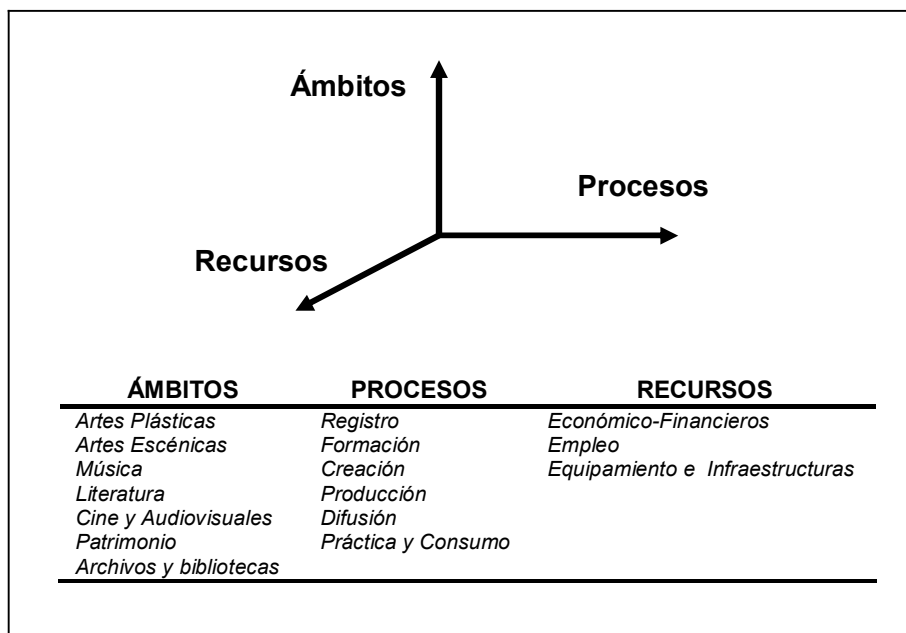 Ámbitos
Procesos
Recursos
ÁMBITOS PROCESOS RECURSOS
Artes Plásticas Registro Económico-Financieros
Artes Escénicas Formación Empleo
Música Creación Equipamiento e Infraestructuras
Literatura Producción
Cine y Audiovisuales Difusión
Patrimonio Práctica y Consumo
Archivos y bibliotecas